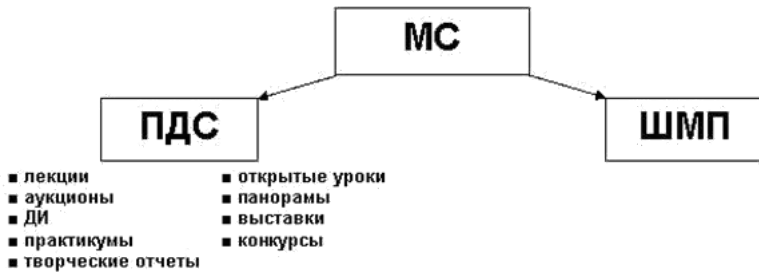 МС
ПДС
ШМП
лекции
аукционы
ДИ
практикумы
творческие отчеты
открытые уроки
панорамы
выставки
конкурсы